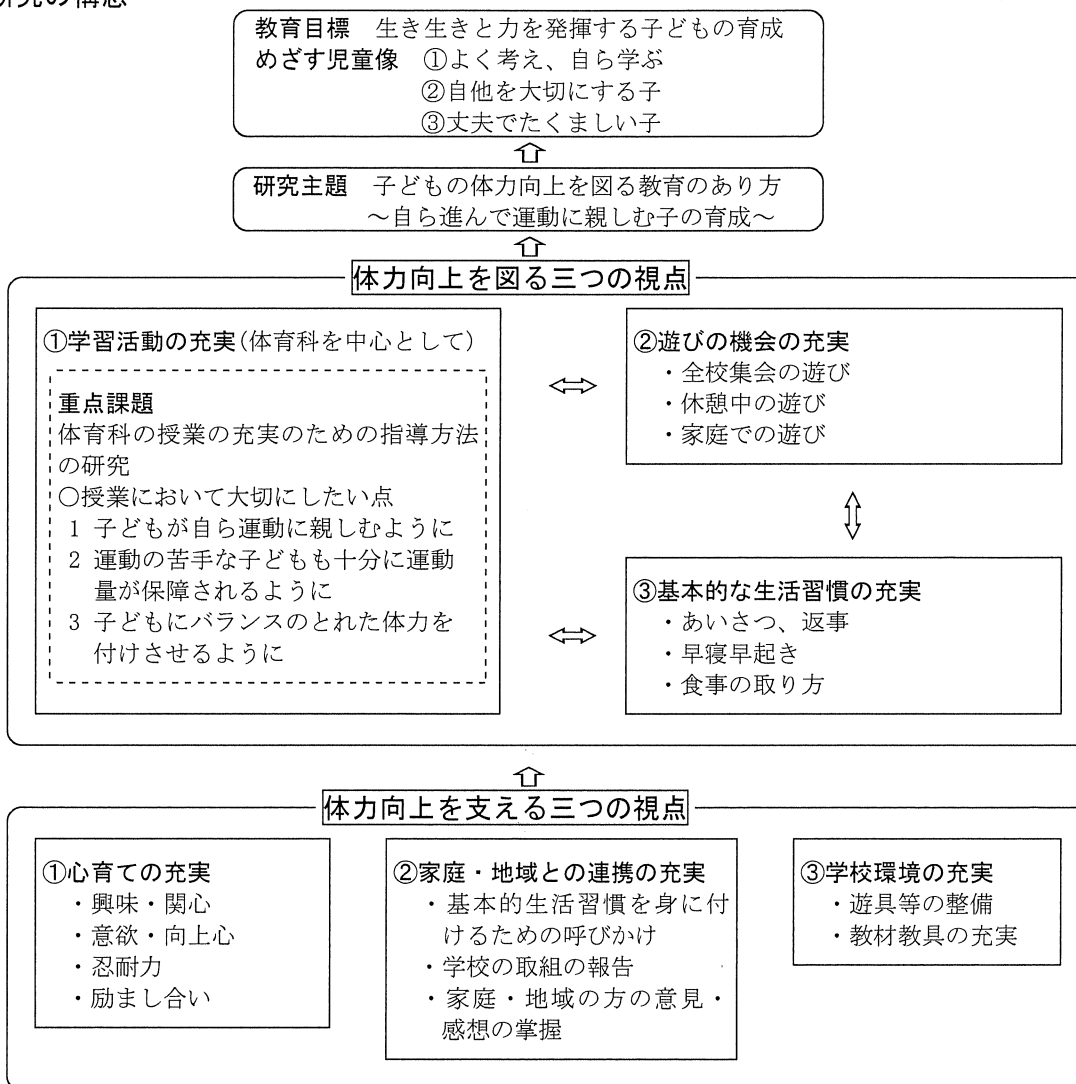 教育目標 生き生きと力を発揮する子どもの育成
めざす児童像 ①よく考え、自ら学ぶ
②自他を大切にする子
③丈夫でたくましい子
研究主題 子どもの体力向上を図る教育のあり方
～自ら進んで運動に親しむ子の育成～
体力向上を図る三つの視点
①学習活動の充実(体育科を中心として)
重点課題
体育科の授業の充実のための指導方法
の研究
○授業において大切にしたい点
1 子どもが自ら運動に親しむように
2 運動の苦手な子どもも十分に運動
量が保障されるように
3 子どもにバランスのとれた体力を
付けさせるように
②遊びの機会の充実
・全校集会の遊び
・休憩中の遊び
・家庭での遊び
③基本的な生活習慣の充実
・あいさつ、返事
・早寝早起き
・食事の取り方
体力向上を支える三つの視点
①心育ての充実
・興味・関心
・意欲・向上心
・忍耐力
・励まし合い
②家庭・地域との連携の充実
・基本的生活習慣を身に付
けるための呼びかけ
・学校の取組の報告
・家庭・地域の方の意見・
感想の掌握
③学校環境の充実
・遊具等の整備
・教材教具の充実